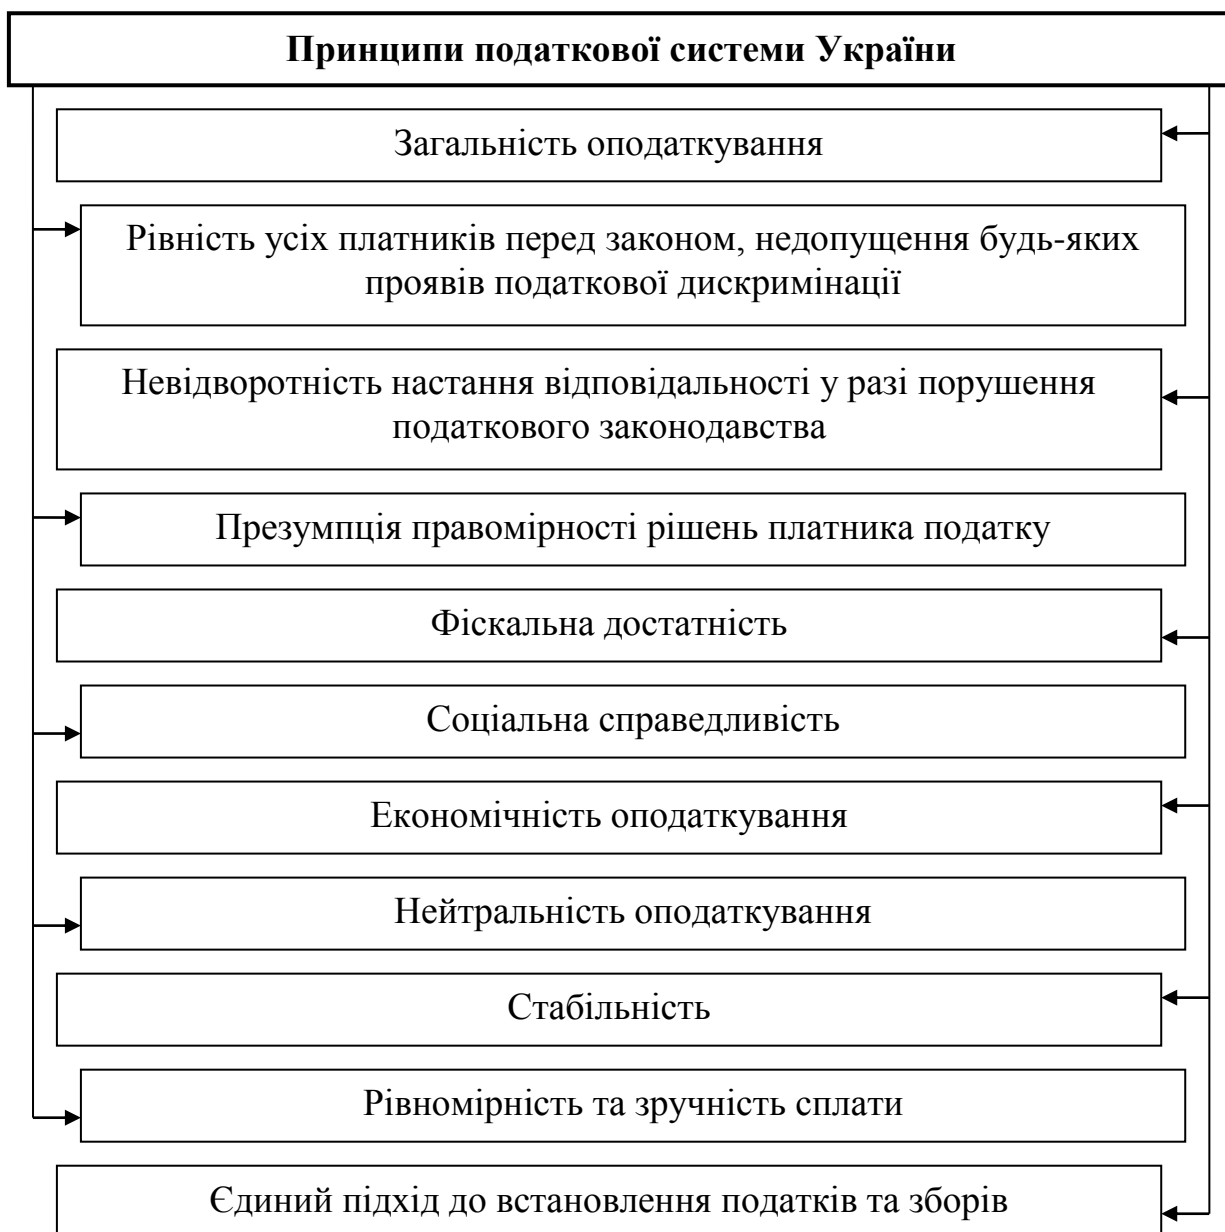 Принципи податкової системи України
Загальність оподаткування
Рівність усіх платників перед законом, недопущення будь-яких
проявів податкової дискримінації
Невідворотність настання відповідальності у разі порушення
податкового законодавства
Презумпція правомірності рішень платника податку
Фіскальна достатність
Соціальна справедливість
Економічність оподаткування
Нейтральність оподаткування
Стабільність
Рівномірність та зручність сплати
Єдиний підхід до встановлення податків та зборів